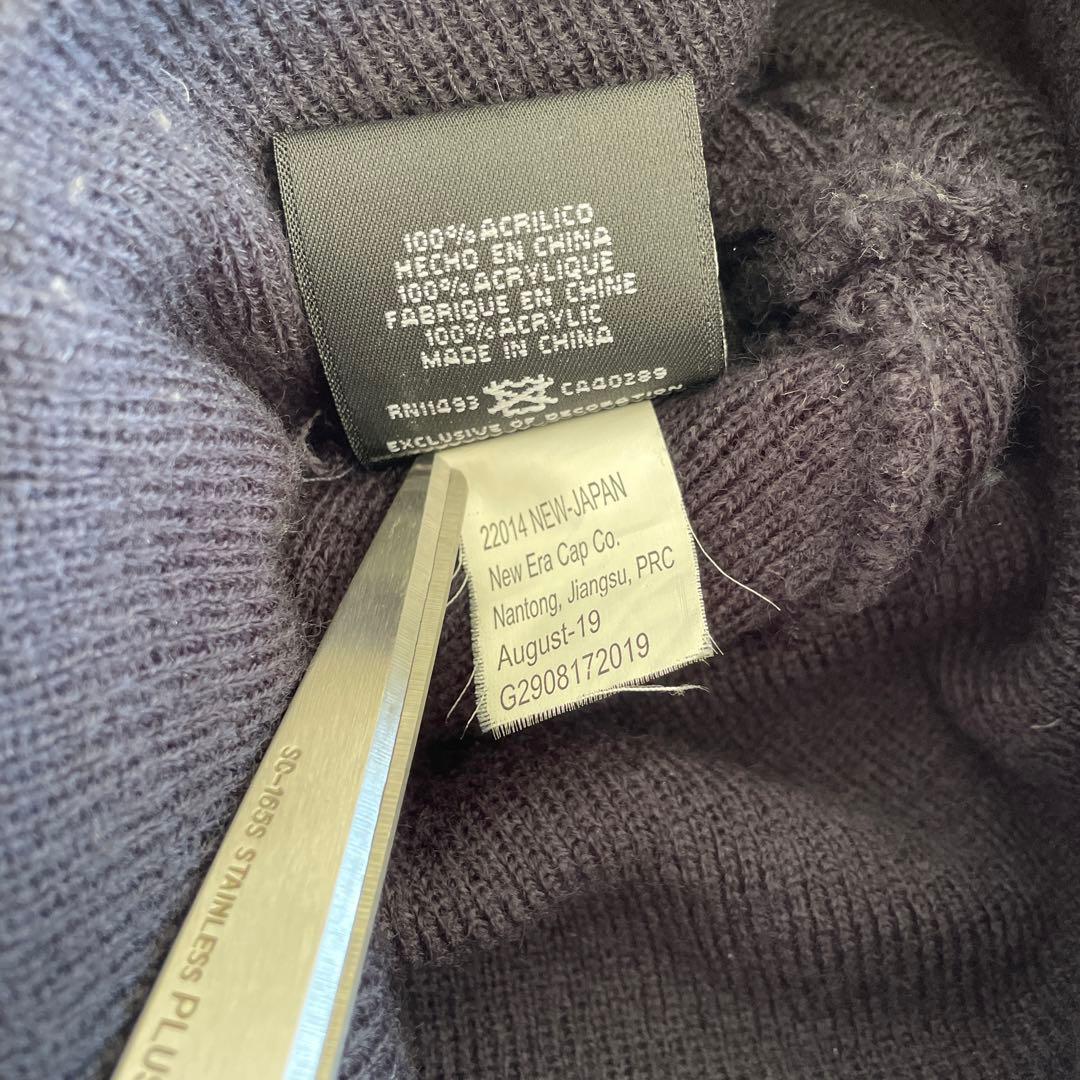 100% ACRILICO
HECHO EN CHINA
100% ACRYLIQUE
FABRIQUE EN CHINE
100% ACRYLIC
MADE IN CHINA
RN11493 CA40289
EXCLUSIVE OF DECORATION
22014 NEW-JAPAN
New Era Cap Co.
Nantong, Jiangsu, PRC
August-19
G2908172019
SC-165S STAINLESS PLUS